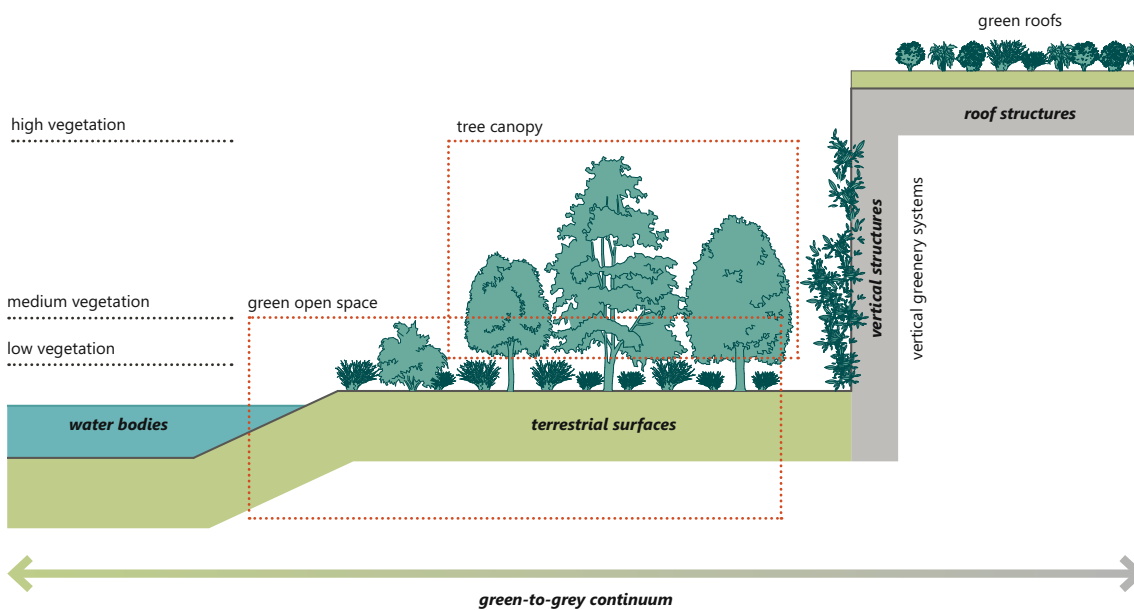 green roofs
high vegetation
tree canopy
roof structures
vertical structures
vertical greenery systems
medium vegetation
green open space
low vegetation
water bodies
terrestrial surfaces
green-to-grey continuum